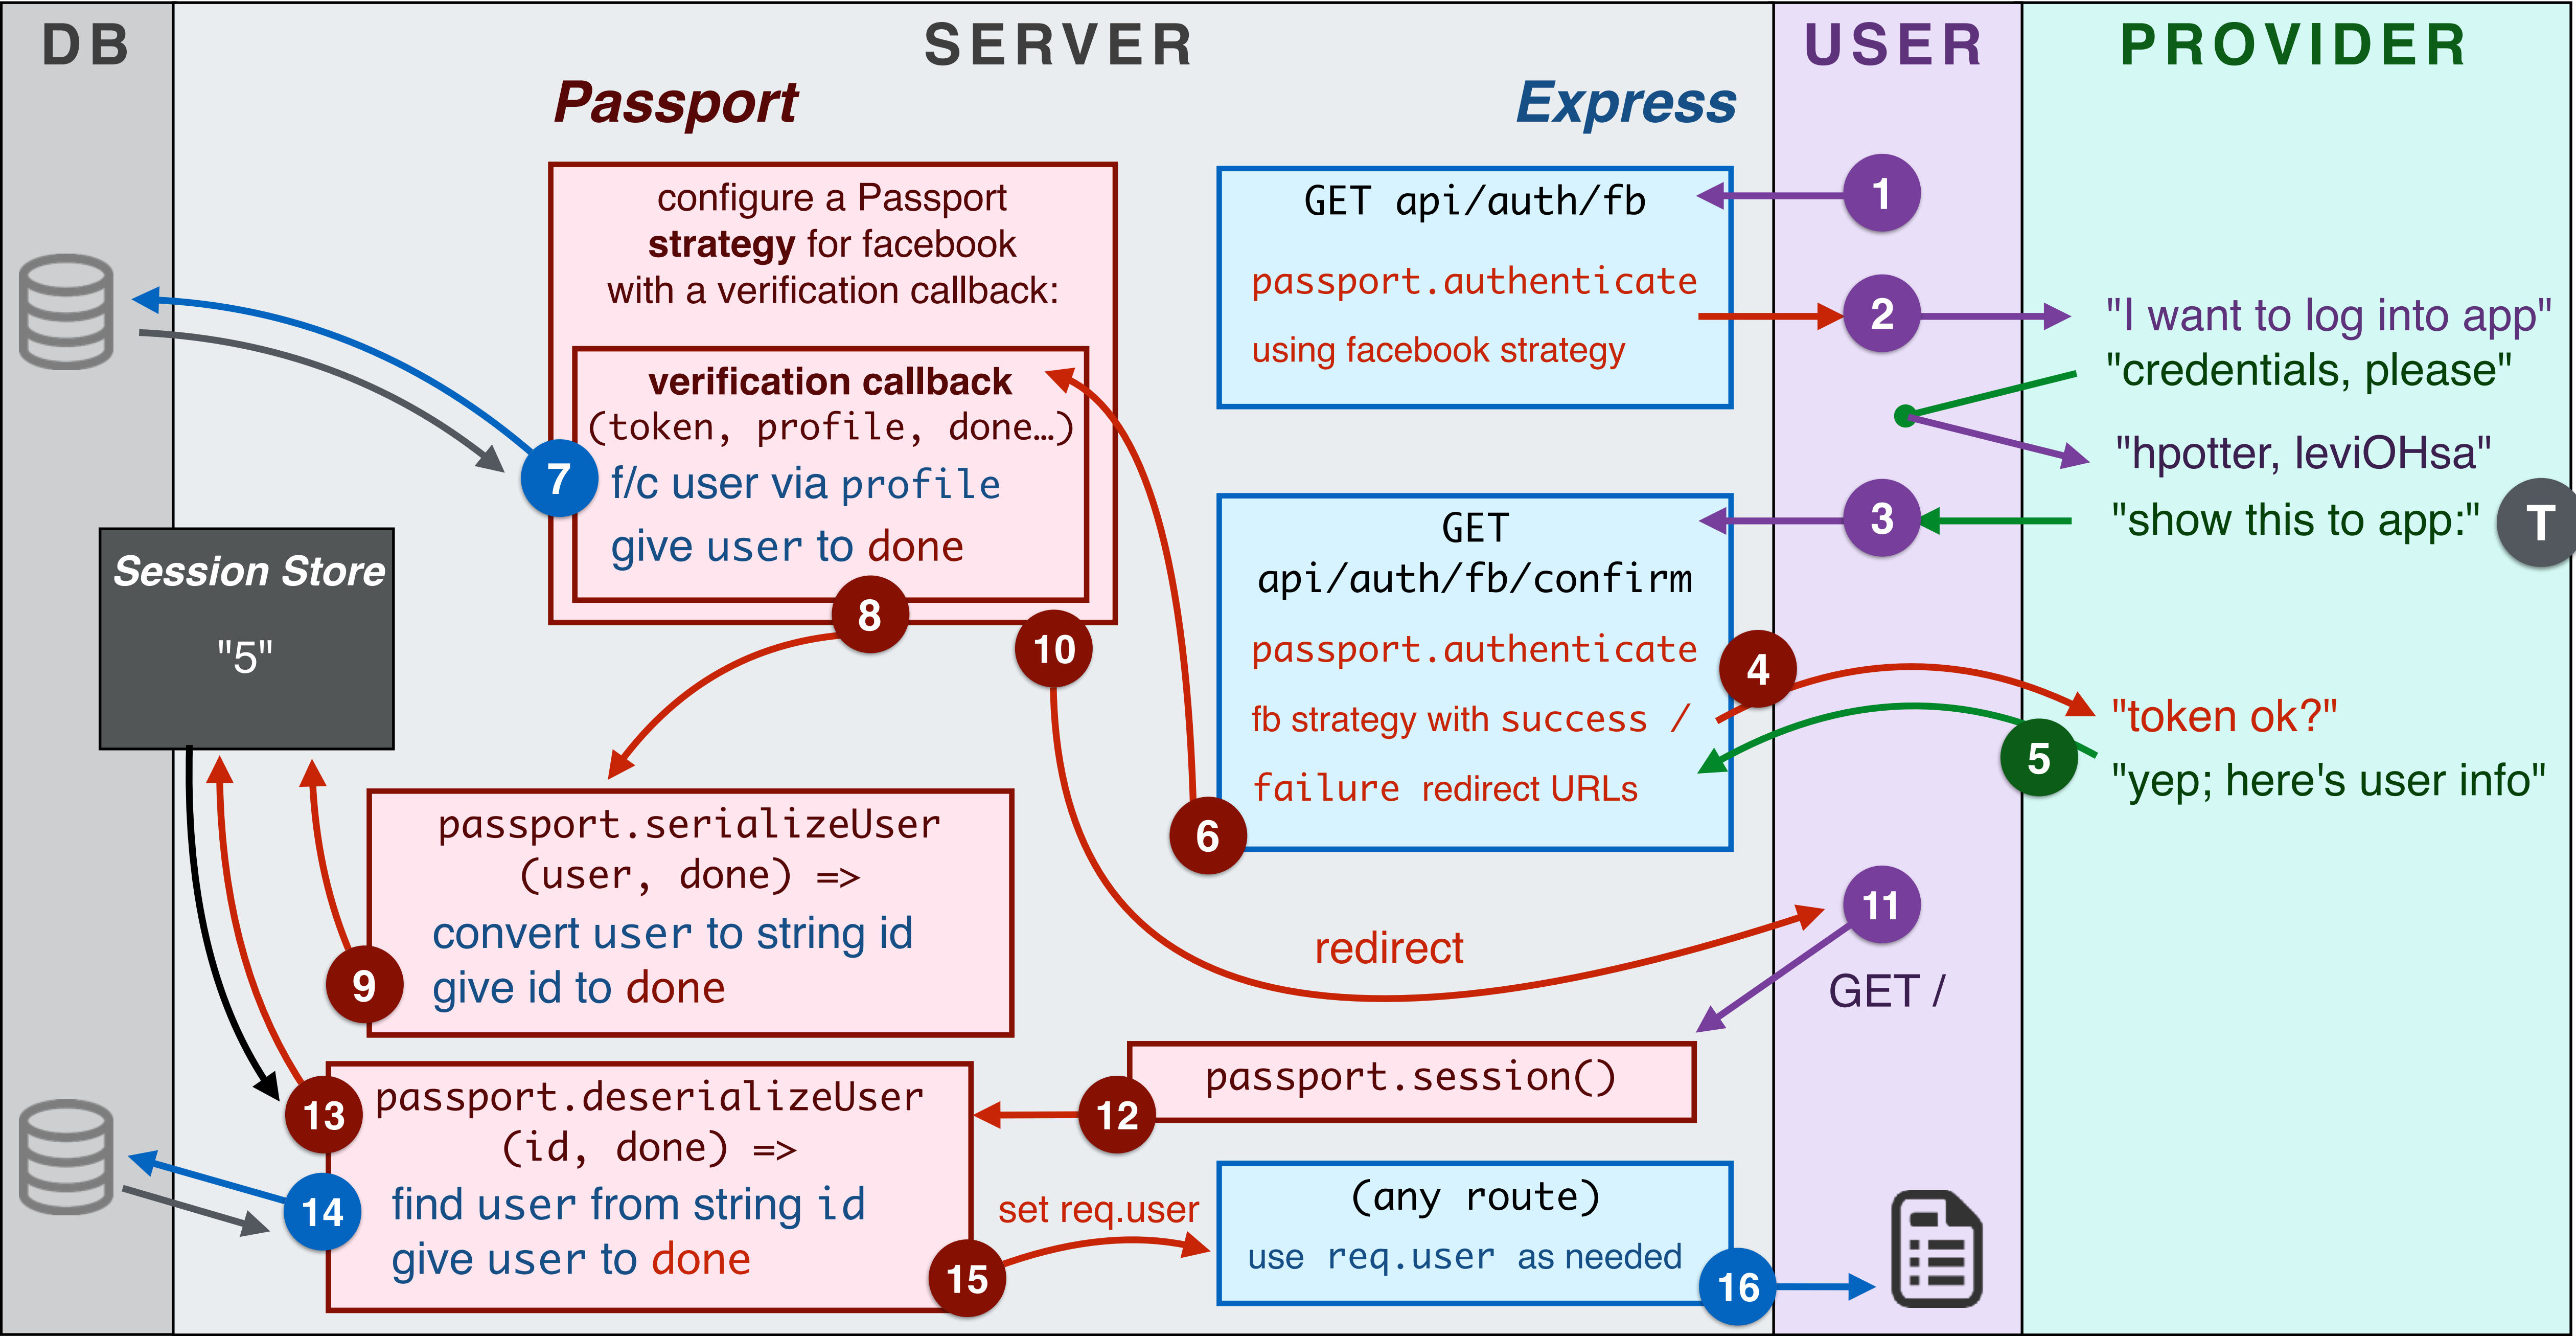 DB
SERVER
USER
PROVIDER
Passport
Express
configure a Passport
strategy for facebook
with a verification callback:
verification callback
(token, profile, done…)
7
f/c user via profile
give user to done
8
10
GET api/auth/fb
passport.authenticate
using facebook strategy
1
2
"I want to log into app"
"credentials, please"
"hpotter, leviOHsa"
3
"show this to app:"
T
GET
api/auth/fb/confirm
passport.authenticate
fb strategy with success /
failure redirect URLs
4
5
6
"token ok?"
"yep; here's user info"
Session Store
"5"
passport.serializeUser
(user, done) =>
convert user to string id
give id to done
9
redirect
11
GET /
passport.session()
12
13
passport.deserializeUser
(id, done) =>
14
find user from string id
give user to done
15
set req.user
(any route)
use req.user as needed
16